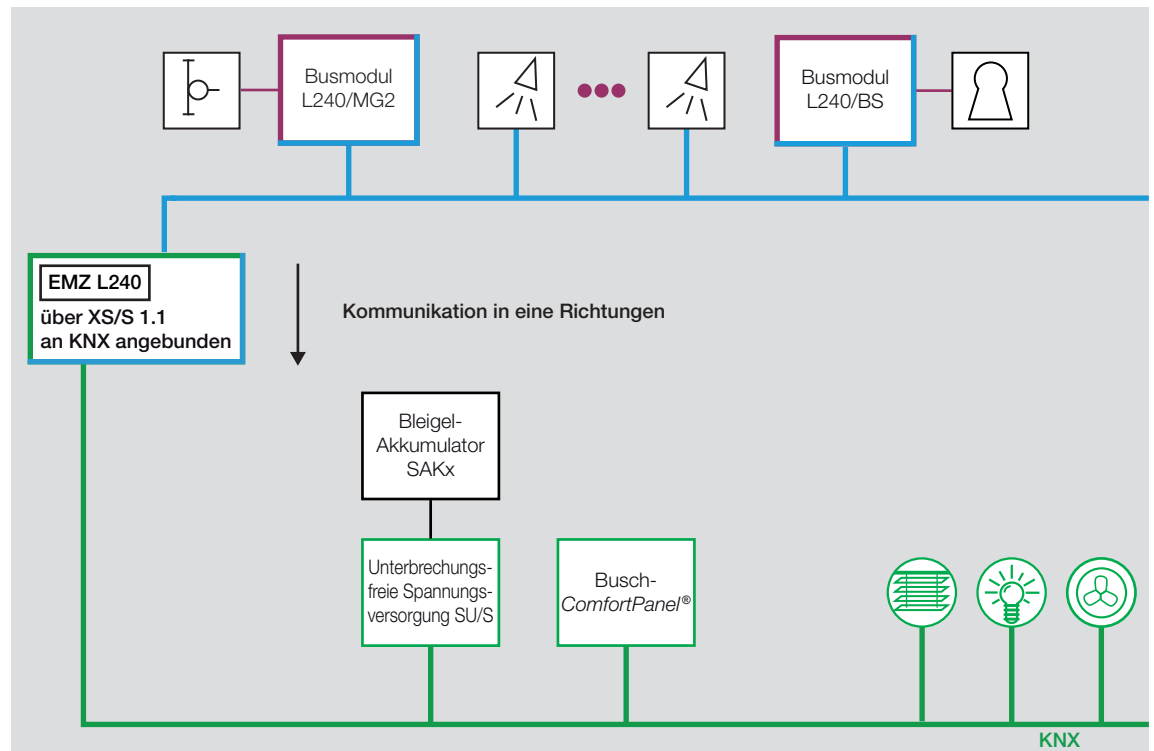 Busmodul
L240/MG2
Busmodul
L240/BS
EMZ L240
über XS/S 1.1
an KNX angebunden
Kommunikation in eine Richtungen
Bleigel-
Akkumulator
SAKx
Unterbrechungs-
freie Spannungs-
versorgung SU/S
Busch-
ComfortPanel®
KNX